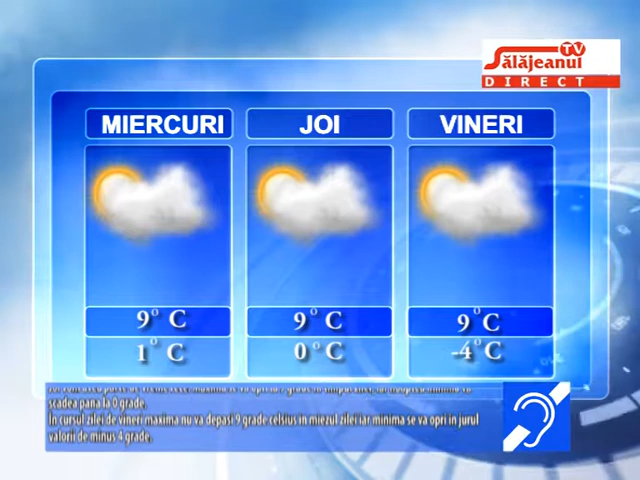 Sălăjeanul TV
DIRECT
MIERCURI JOI VINERI
9° C 9° C 9° C
1° C 0° C -4° C
scadea pana la 0 grade.
In cursul zilei de vineri maxima nu va depasi 9 grade celsius in miezul zilei iar minima se va opri in jurul
valorii de minus 4 grade.